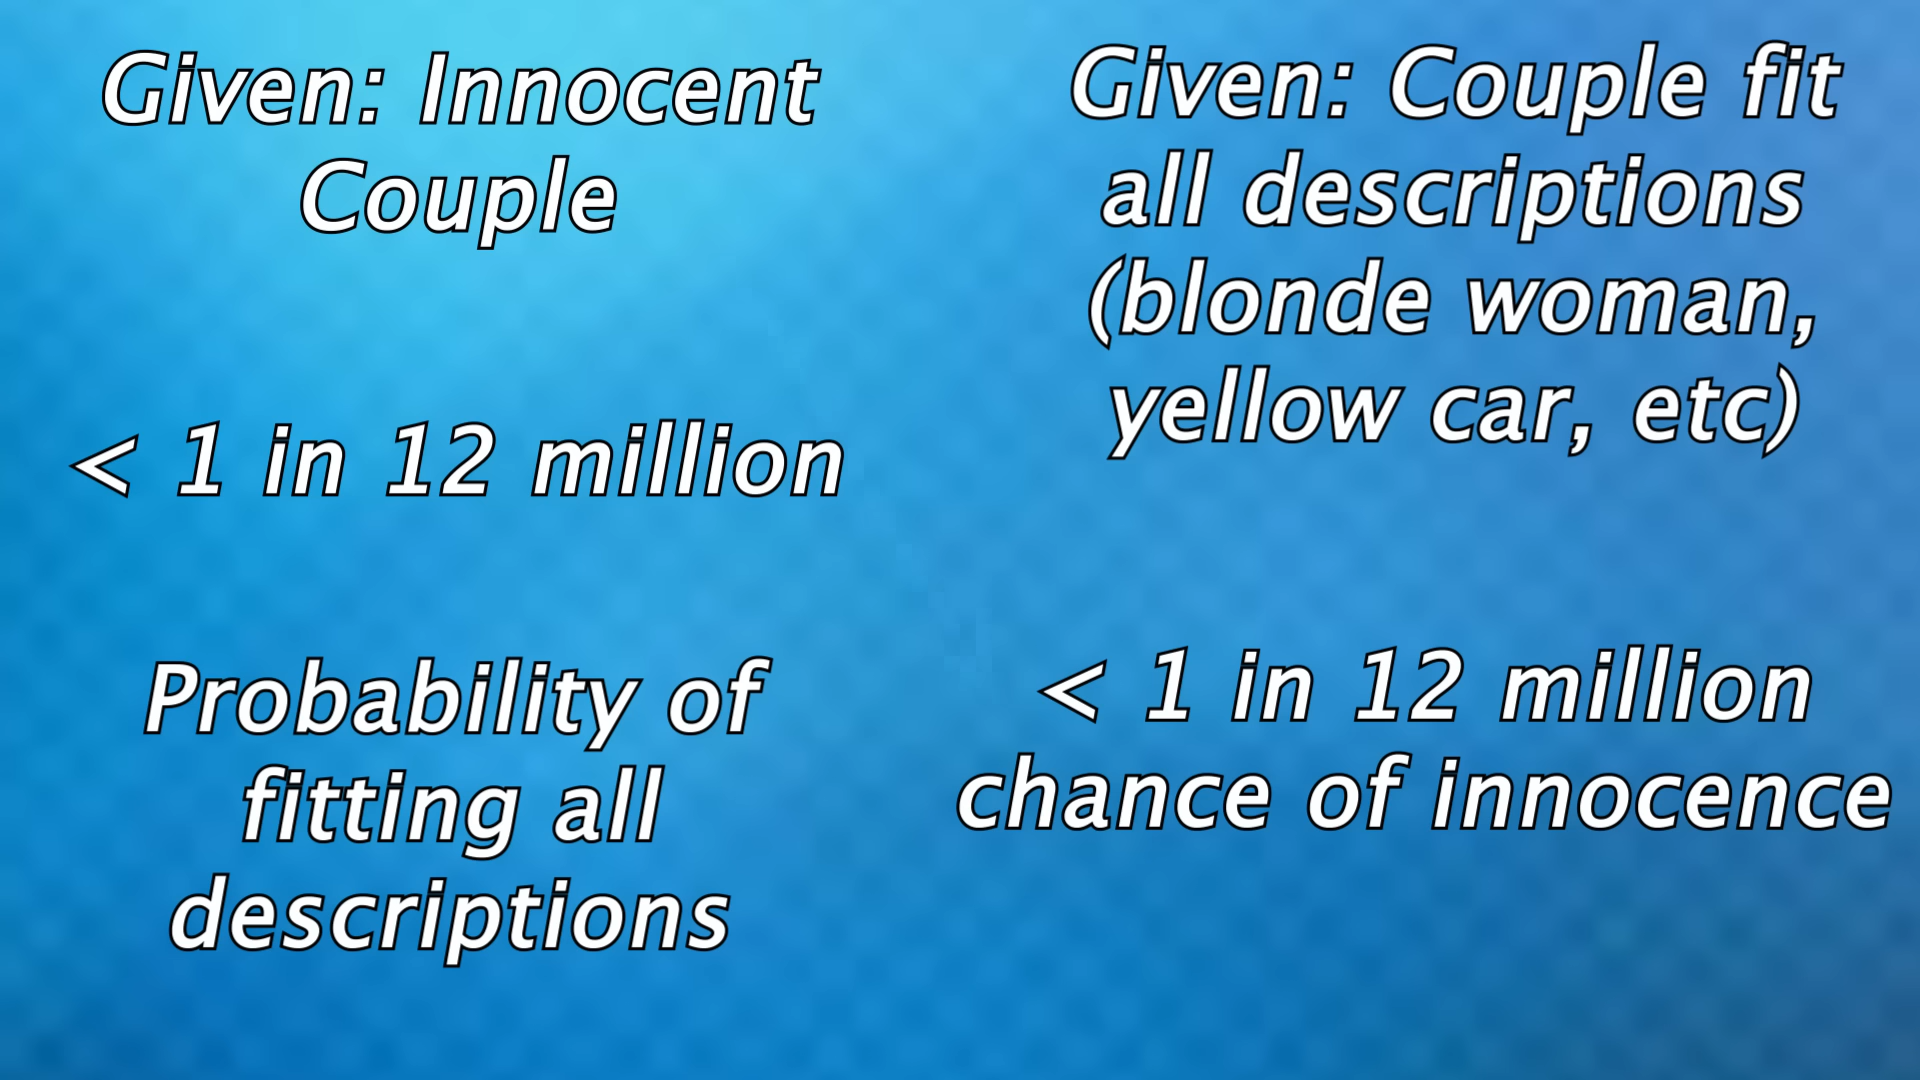 Given: Innocent
Couple
< 1 in 12 million
Probability of
fitting all
descriptions
Given: Couple fit
all descriptions
(blonde woman,
yellow car, etc)
< 1 in 12 million
chance of innocence